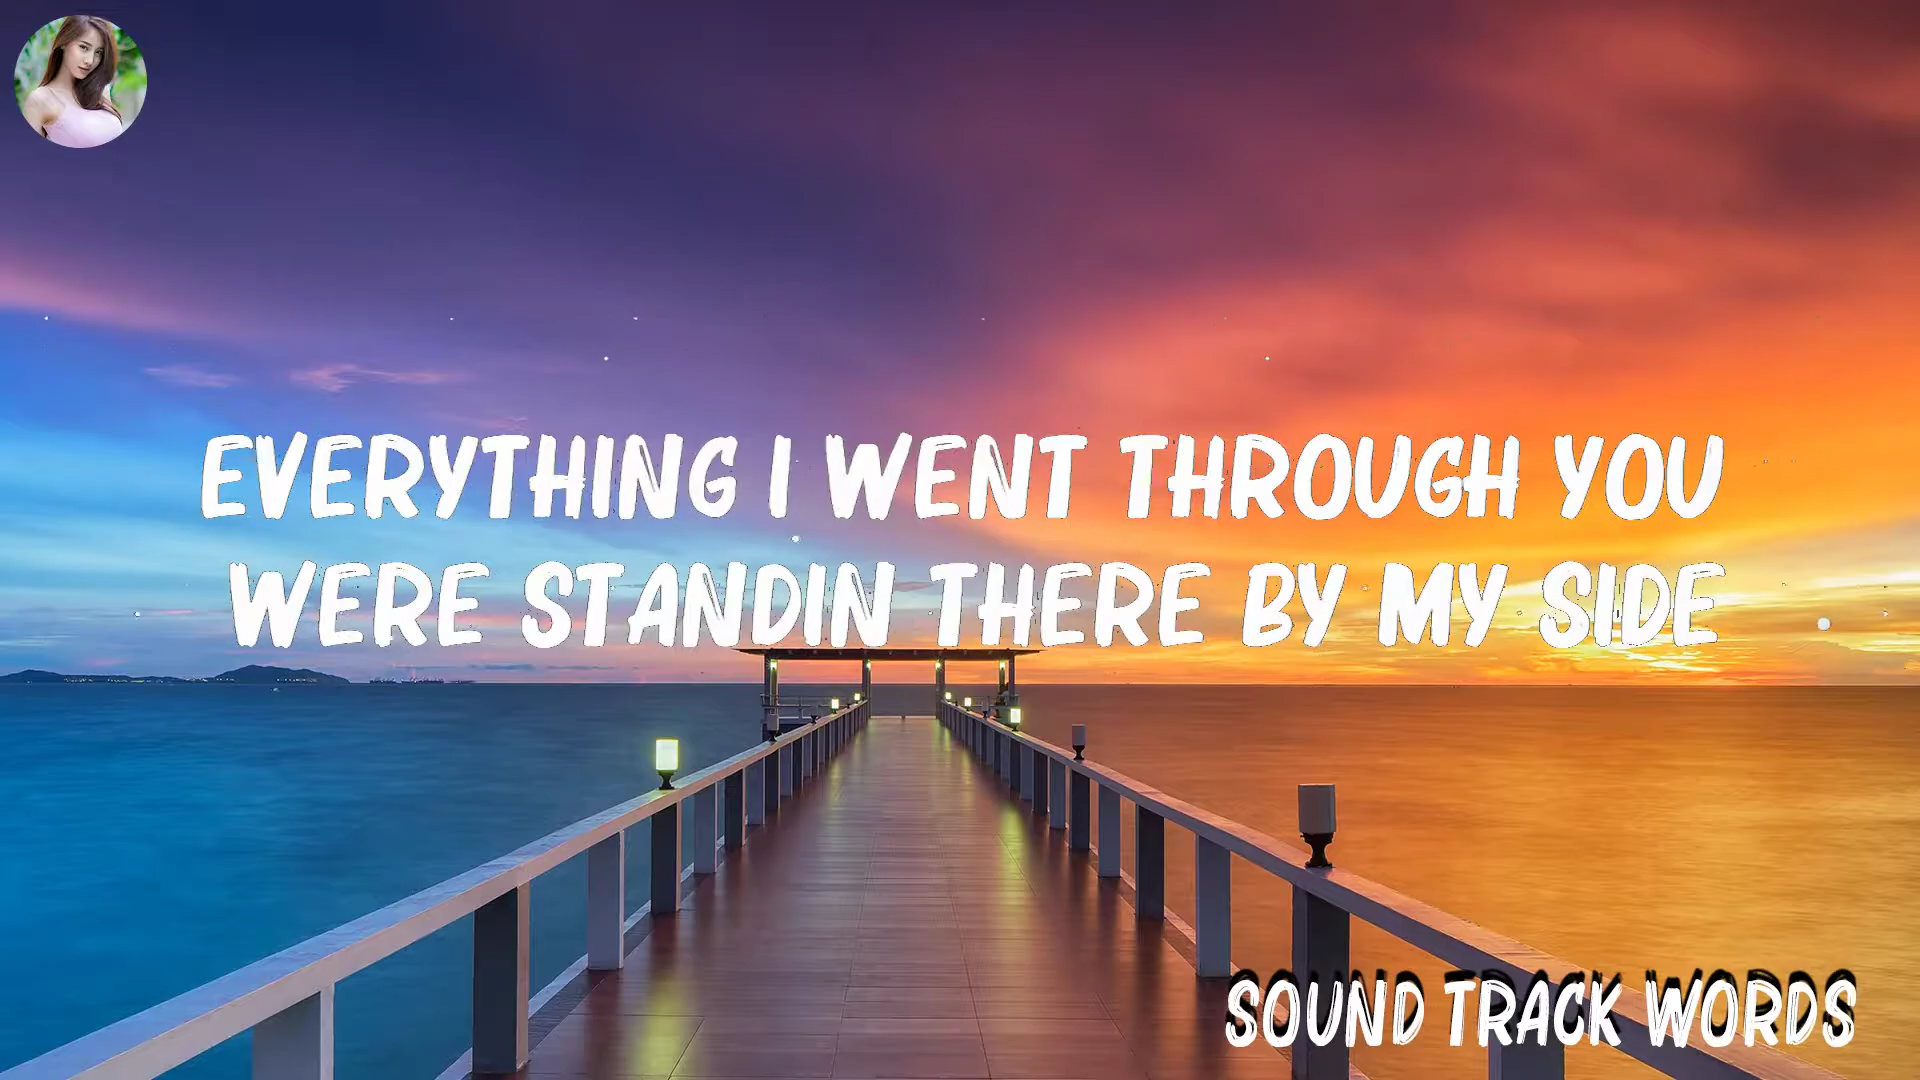 EVERYTHING I WENT THROUGH YOU
WERE STANDIN THERE BY MY SIDE
SOUND TRACK WORDS